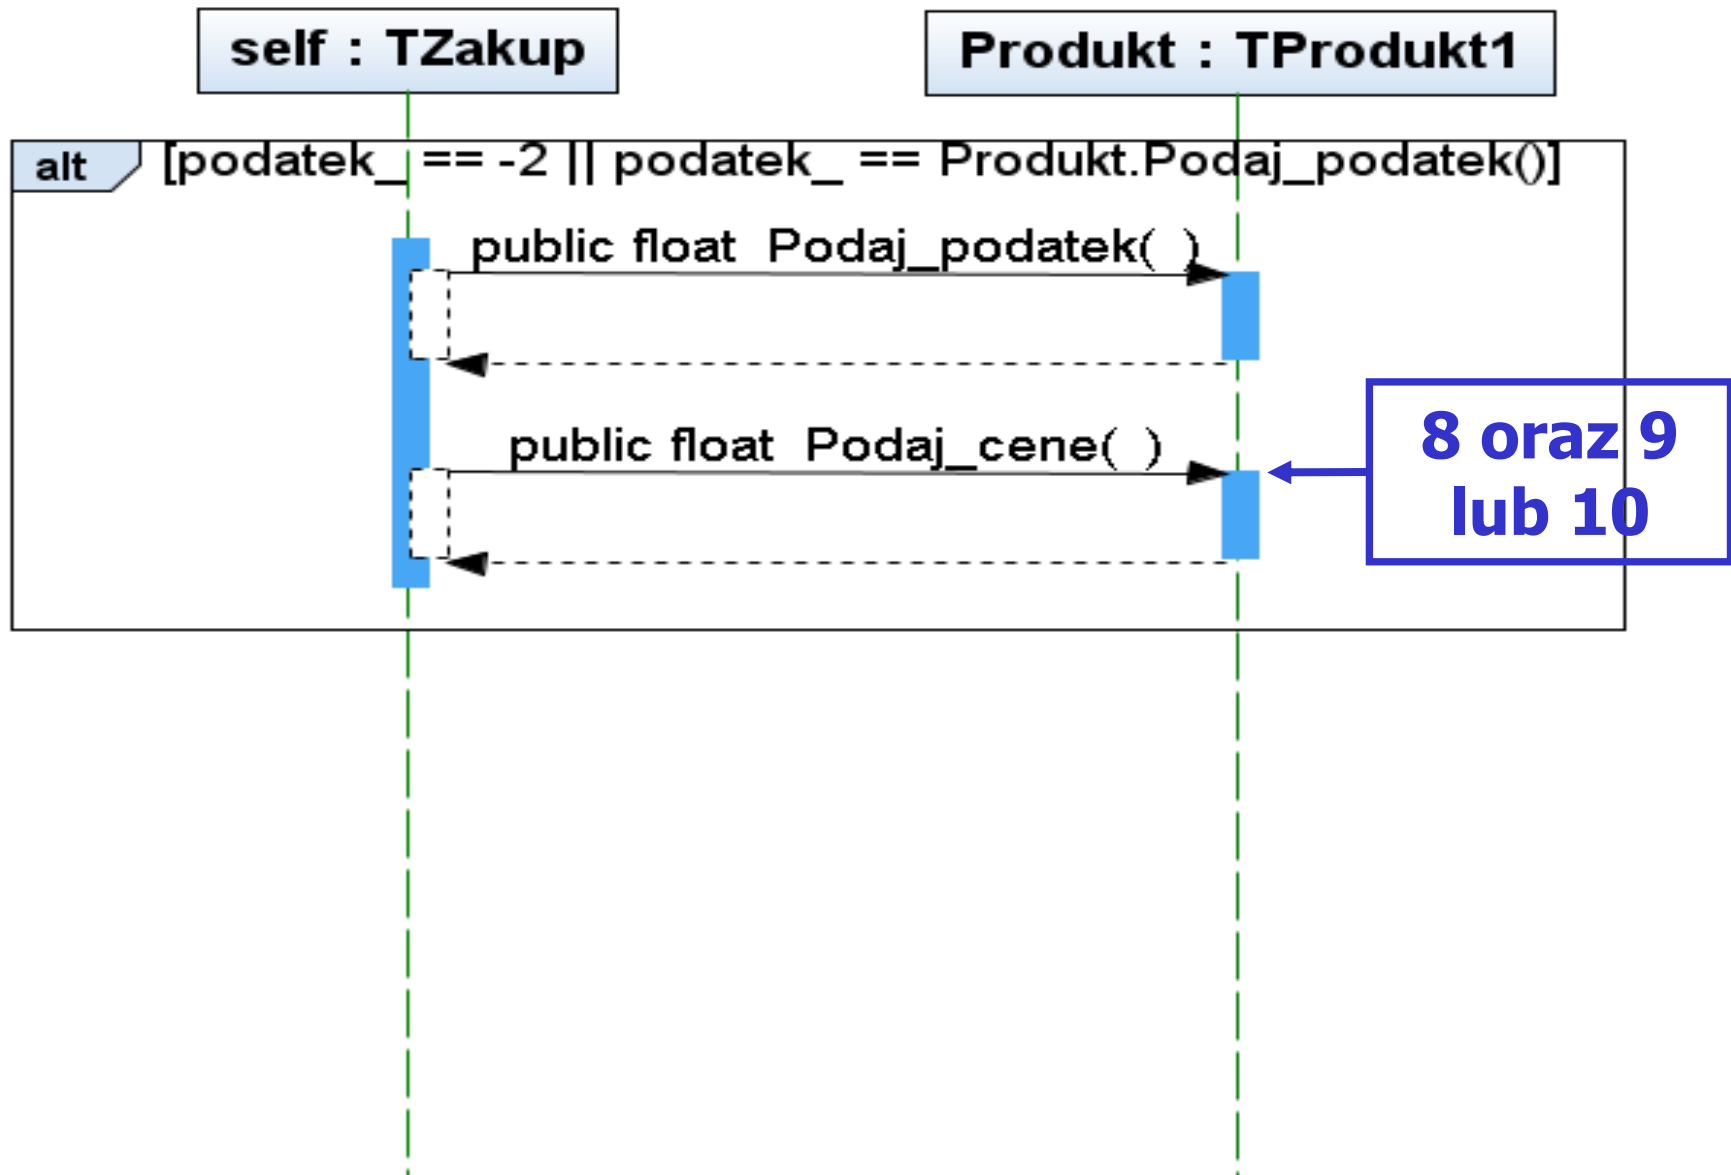 self : TZakup
Produkt : TProdukt1
alt [podatek_ == -2 || podatek_ == Produkt.Podaj_podatek()]
public float Podaj_podatek( )
public float Podaj_cene( )
8 oraz 9
lub 10